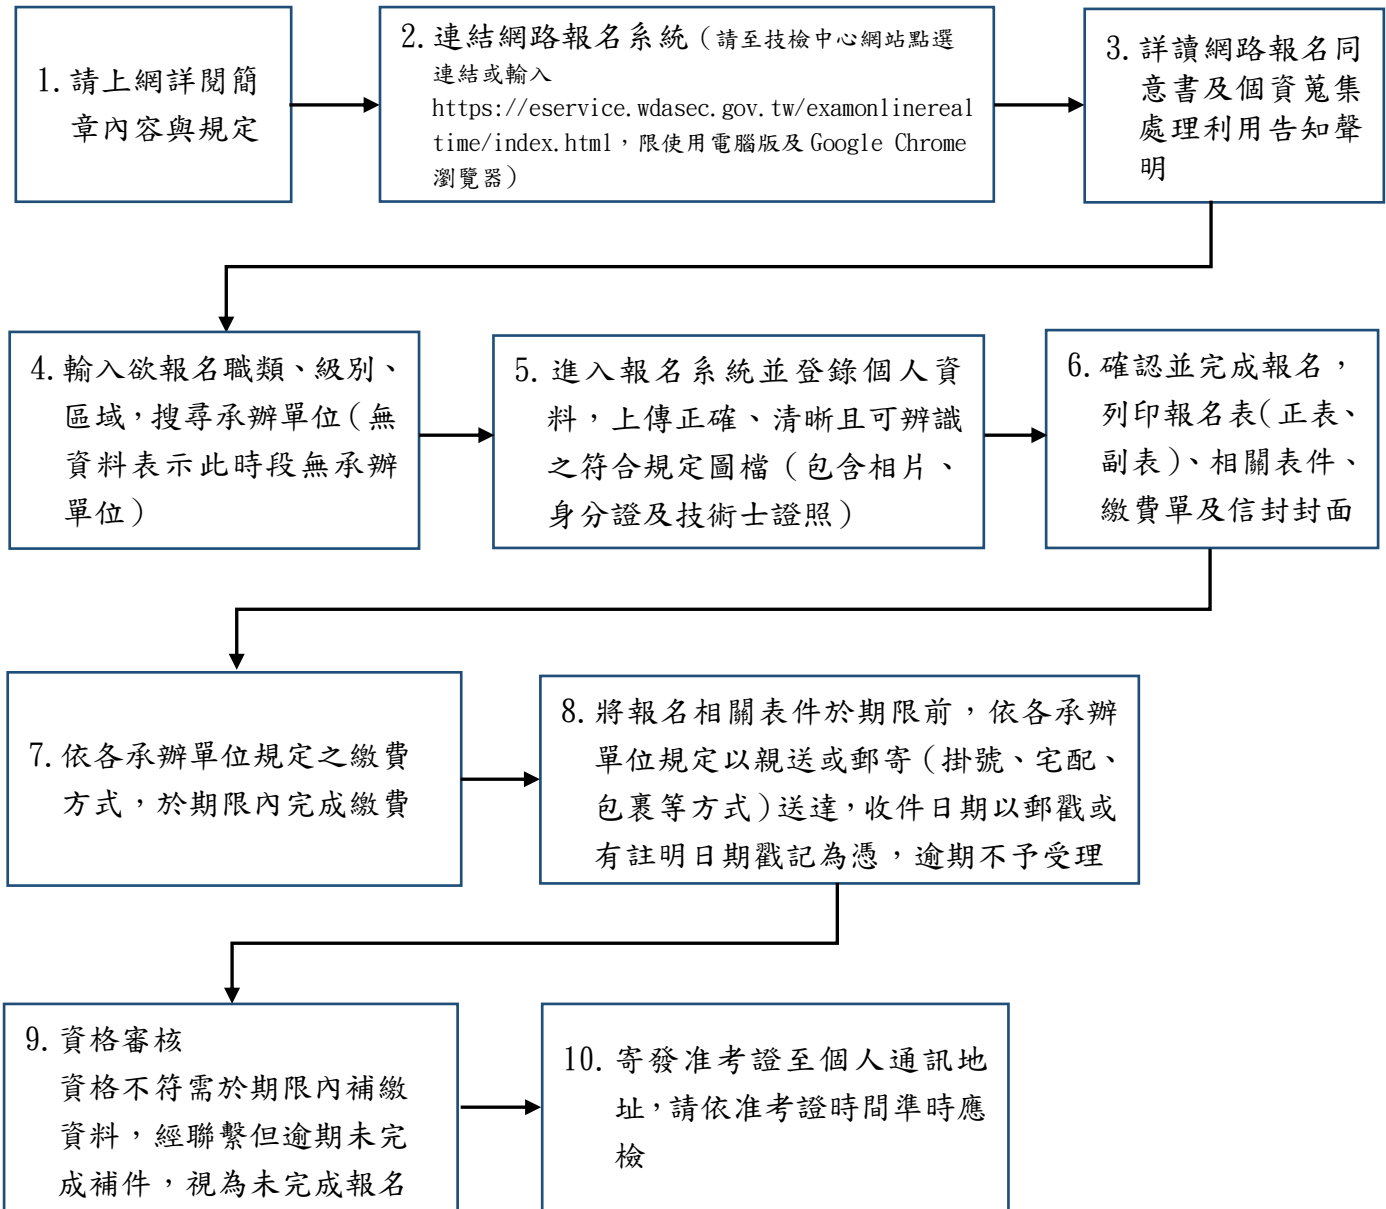 1.請上網詳閱簡
章內容與規定
2.連結網路報名系統（請至技檢中心網站點選
連結或輸入
https://eservice.wdasec.gov.tw/examonlinereal
time/index.html，限使用電腦版及 Google Chrome
瀏覽器）
3.詳讀網路報名同
意書及個資蒐集
處理利用告知聲
明
4.輸入欲報名職類、級別、
區域，搜尋承辦單位（無
資料表示此時段無承辦
單位）
5.進入報名系統並登錄個人資
料，上傳正確、清晰且可辨識
之符合規定圖檔（包含相片、
身分證及技術士證照）
6.確認並完成報名，
列印報名表(正表、
副表)、相關表件、
繳費單及信封封面
7.依各承辦單位規定之繳費
方式，於期限內完成繳費
8.將報名相關表件於期限前，依各承辦
單位規定以親送或郵寄（掛號、宅配、
包裹等方式）送達，收件日期以郵戳或
有註明日期戳記為憑，逾期不予受理
9.資格審核
資格不符需於期限內補繳
資料，經聯繫但逾期未完
成補件，視為未完成報名
10.寄發准考證至個人通訊地
址，請依准考證時間準時應
檢